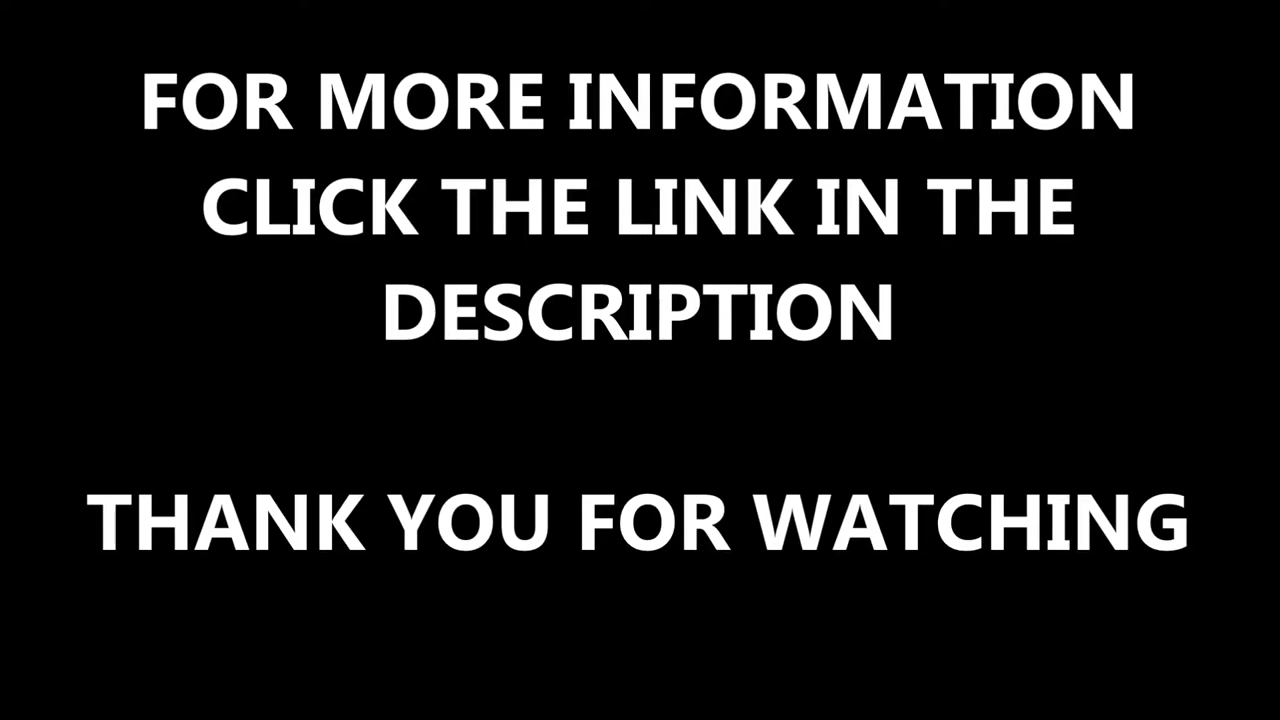 FOR MORE INFORMATION
CLICK THE LINK IN THE
DESCRIPTION
THANK YOU FOR WATCHING